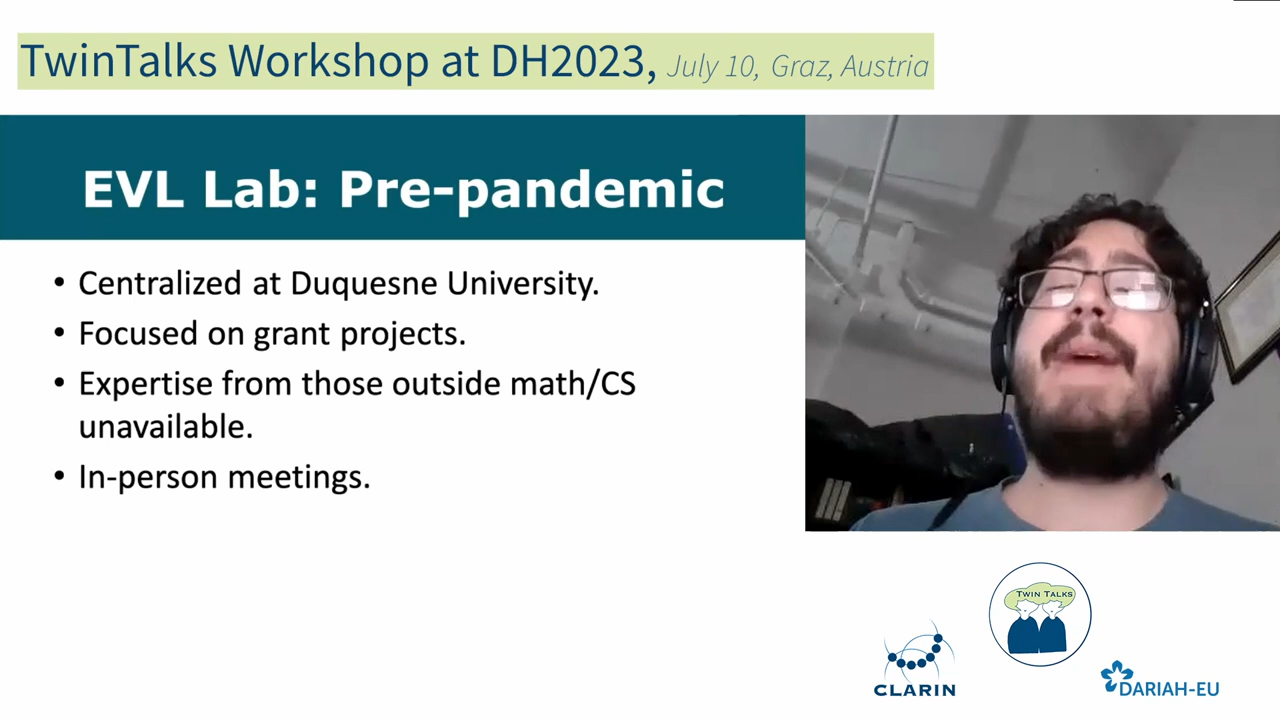 TwinTalks Workshop at DH2023, July 10, Graz, Austria
EVL Lab: Pre-pandemic
• Centralized at Duquesne University.
• Focused on grant projects.
• Expertise from those outside math/CS
unavailable.
• In-person meetings.
TWIN TALKS
CLARIN
DARIAH-EU